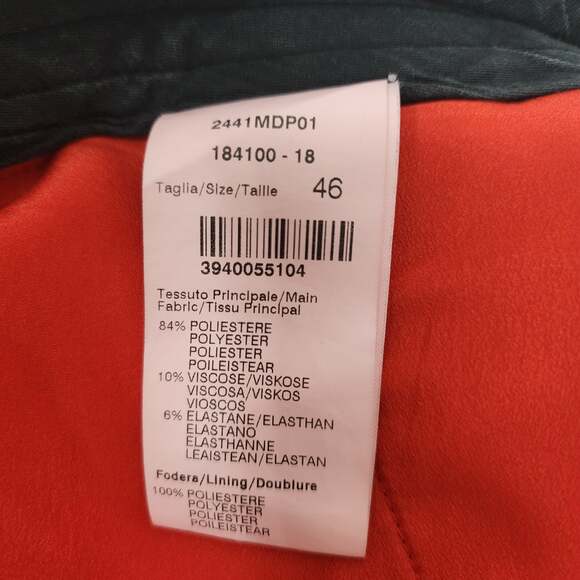 2441MDP01
184100 - 18
Taglia/Size/Taille 46
3940055104
Tessuto Principale/Main
Fabric/Tissu Principal
84% POLIESTERE
POLYESTER
POLIESTER
POILEISTEAR
10% VISCOSE/VISKOSE
VISCOSA/VISKOS
VIOSCOS
6% ELASTANE/ELASTHAN
ELASTANO
ELASTHANNE
LEAISTEAN/ELASTAN
Fodera/Lining/Doublure
100% POLIESTERE
POLYESTER
POLIESTER
POILEISTEAR